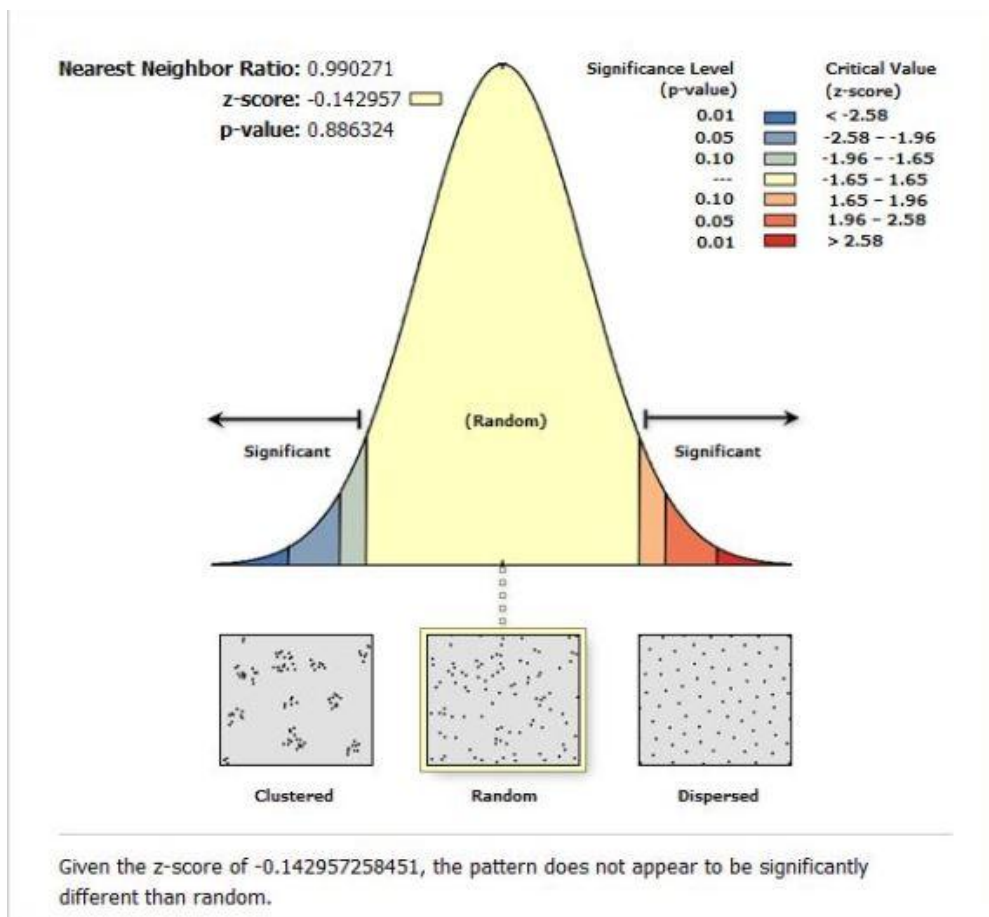 Nearest Neighbor Ratio: 0.990271
z-score: -0.142957
p-value: 0.886324
Significance Level
(p-value)
Critical Value
(z-score)
0.01 < -2.58
0.05 -2.58 – -1.96
0.10 -1.96 – -1.65
--- -1.65 – 1.65
0.10 1.65 – 1.96
0.05 1.96 – 2.58
0.01 > 2.58
(Random)
Significant
Significant
Clustered
Random
Dispersed
Given the z-score of -0.142957258451, the pattern does not appear to be significantly
different than random.